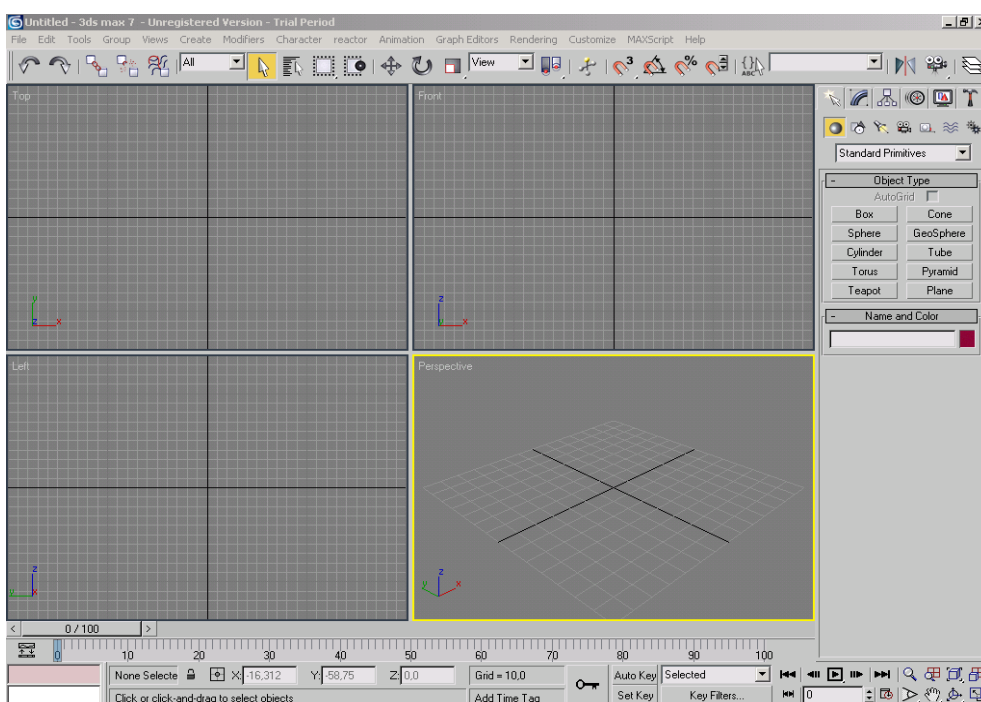 Untitled - 3ds max 7 - Unregistered Version - Trial Period
File Edit Tools Group Views Create Modifiers Character reactor Animation Graph Editors Rendering Customize MAXScript Help
All View ABC
Top Front
Standard Primitives
- Object Type
AutoGrid
Box Cone
Sphere GeoSphere
Cylinder Tube
Torus Pyramid
Teapot Plane
- Name and Color
y z x z x
Left Perspective
z y x z y x
< 0 / 100 >
0 10 20 30 40 50 60 70 80 90 100
None Selecte X: -16,312 Y: -58,75 Z: 0,0 Grid = 10,0 Auto Key Selected
Click or click-and-drag to select objects Add Time Tag Set Key Key Filters... 0